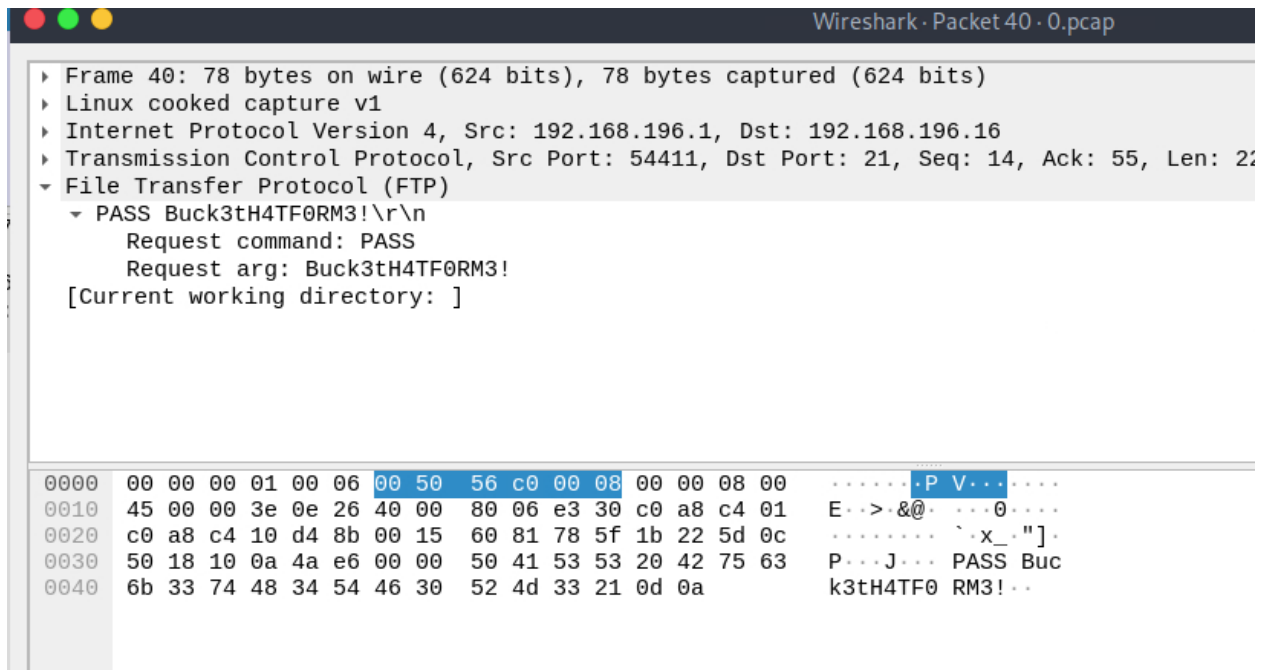 Wireshark · Packet 40 · 0.pcap
Frame 40: 78 bytes on wire (624 bits), 78 bytes captured (624 bits)
Linux cooked capture v1
Internet Protocol Version 4, Src: 192.168.196.1, Dst: 192.168.196.16
Transmission Control Protocol, Src Port: 54411, Dst Port: 21, Seq: 14, Ack: 55, Len: 22
File Transfer Protocol (FTP)
PASS Buck3tH4TF0RM3!\r\n
Request command: PASS
Request arg: Buck3tH4TF0RM3!
[Current working directory: ]
0000 00 00 00 01 00 06 00 50 56 c0 00 08 00 00 08 00 ·······P V·······
0010 45 00 00 3e 0e 26 40 00 80 06 e3 30 c0 a8 c4 01 E··>·&@· ···0····
0020 c0 a8 c4 10 d4 8b 00 15 60 81 78 5f 1b 22 5d 0c ········ `·x_·"]·
0030 50 18 10 0a 4a e6 00 00 50 41 53 53 20 42 75 63 P···J··· PASS Buc
0040 6b 33 74 48 34 54 46 30 52 4d 33 21 0d 0a k3tH4TF0 RM3!··